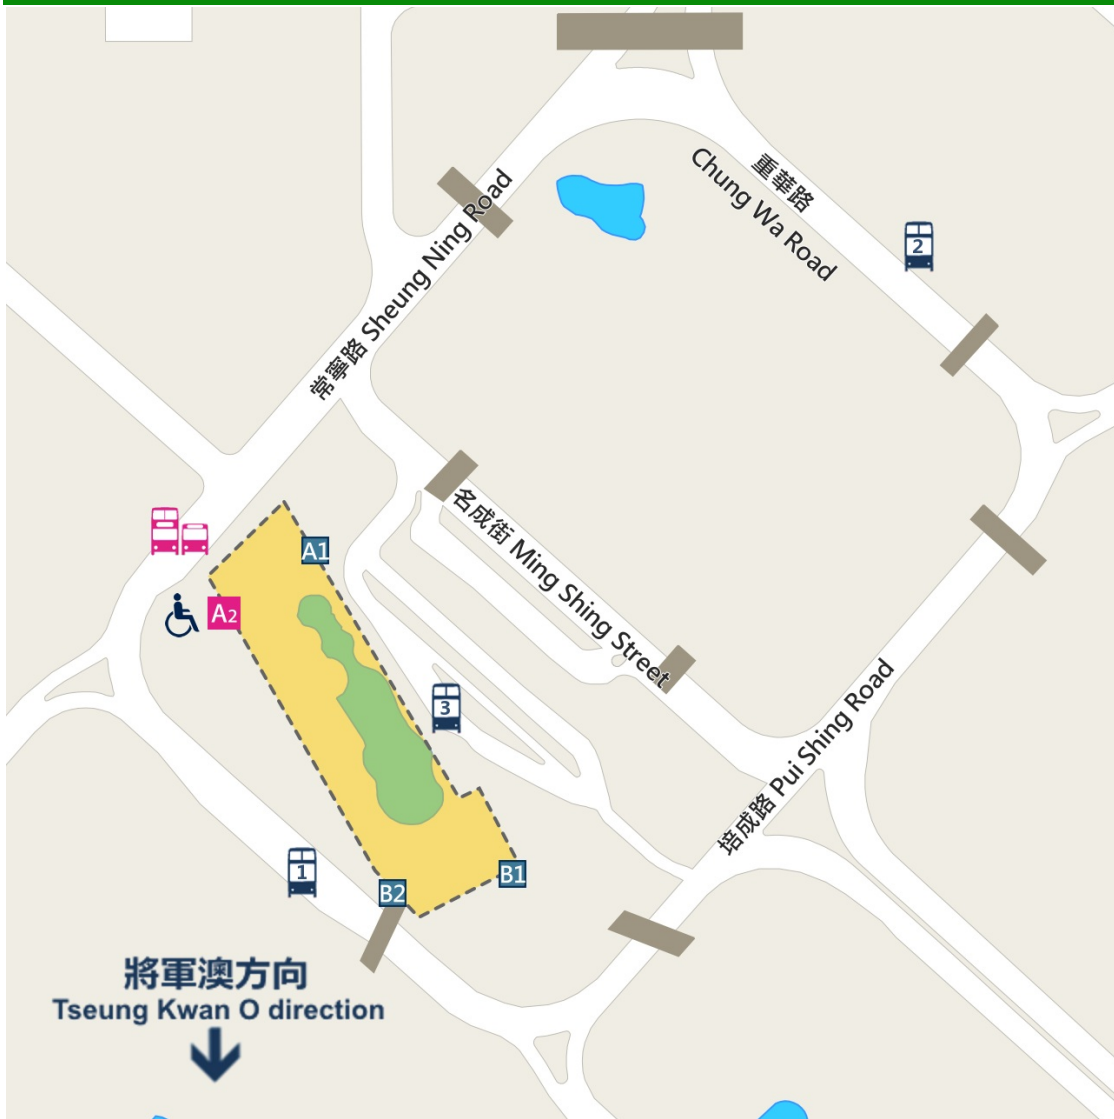 重華路
Chung Wa Road
2
常寧路 Sheung Ning Road
名成街 Ming Shing Street
A1
A2
3
培成路 Pui Shing Road
1
B2
B1
將軍澳方向
Tseung Kwan O direction